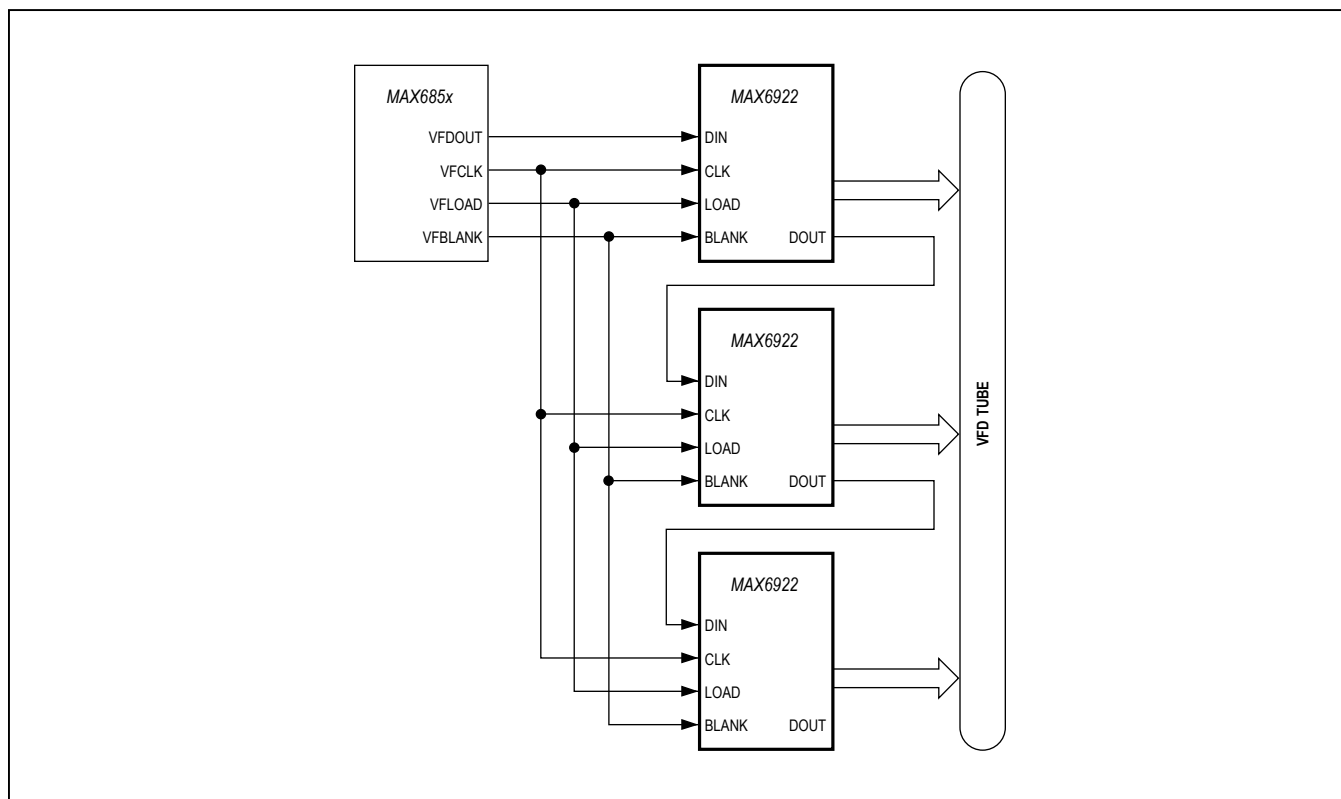 MAX685x
VFDOUT
VFCLK
VFLOAD
VFBLANK
MAX6922
DIN
CLK
LOAD
BLANK DOUT
MAX6922
DIN
CLK
LOAD
BLANK DOUT
MAX6922
DIN
CLK
LOAD
BLANK DOUT
VFD TUBE